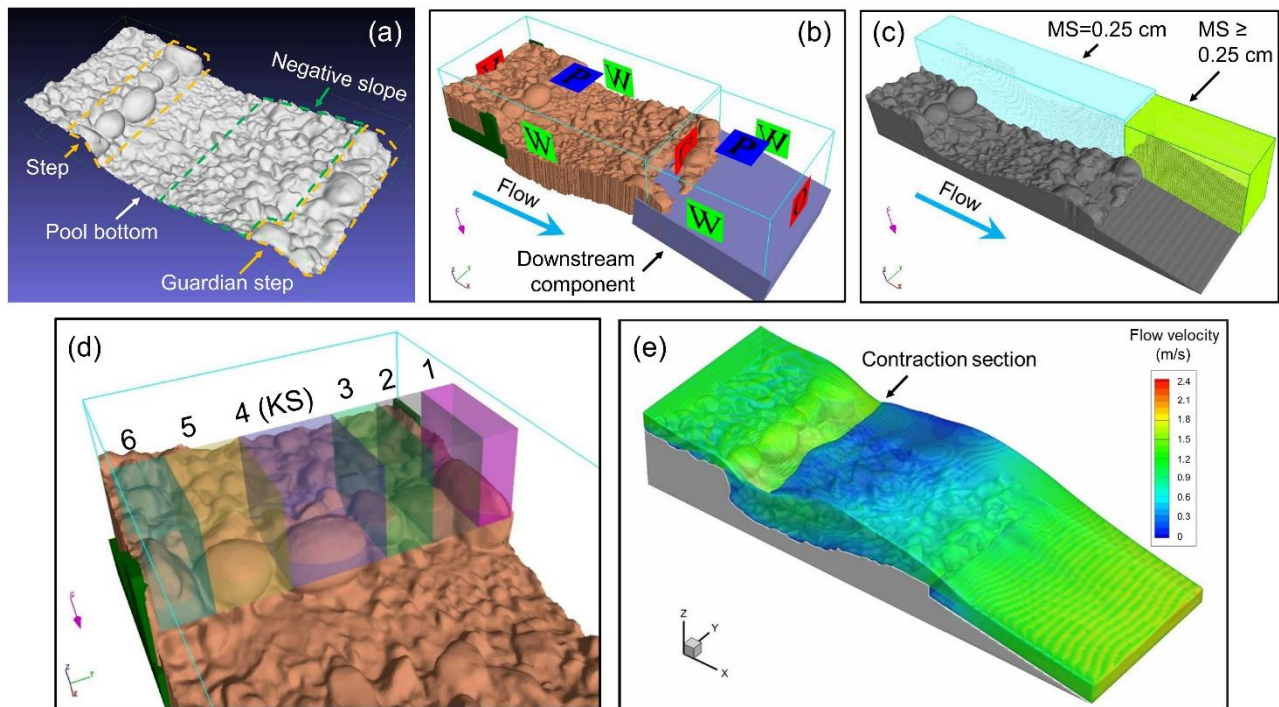 (a)
Negative slope
Step
Pool bottom
Guardian step
(b)
P
W
W
P
W
W
Flow
Downstream
component
(c)
MS=0.25 cm
MS ≥
0.25 cm
Flow
(d)
6 5 4 (KS) 3 2 1
(e)
Flow velocity
(m/s)
Contraction section
2.4
2.1
1.8
1.5
1.2
0.9
0.6
0.3
0
Z
Y
X